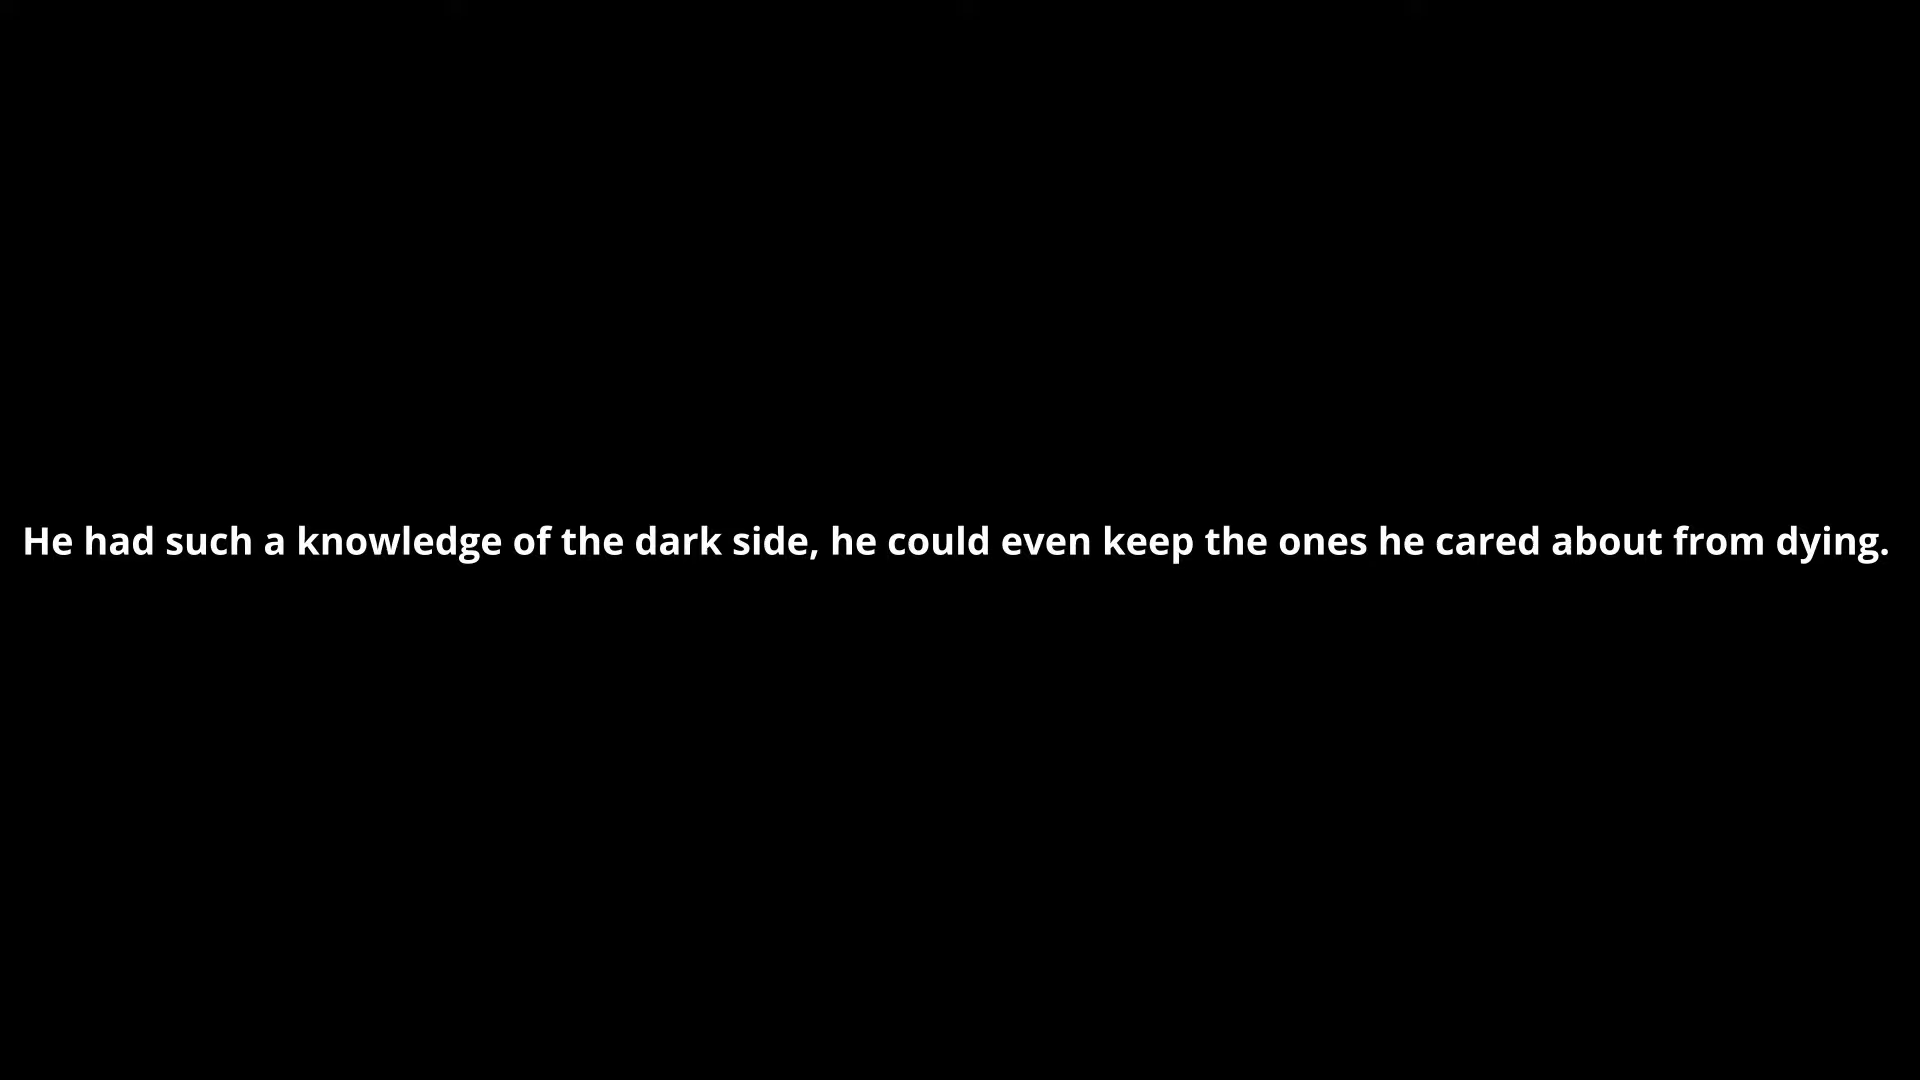 He had such a knowledge of the dark side, he could even keep the ones he cared about from dying.